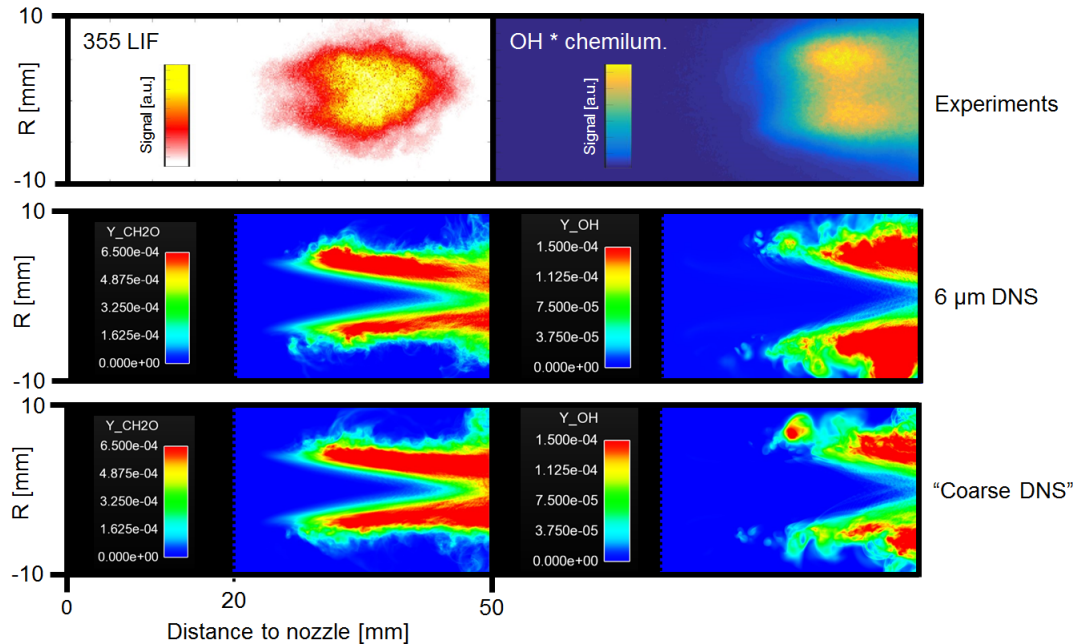 10
355 LIF
OH * chemilum.
R [mm]
Signal [a.u.]
Signal [a.u.]
Experiments
-10
10
Y_CH2O
6.500e-04
4.875e-04
3.250e-04
1.625e-04
0.000e+00
Y_OH
1.500e-04
1.125e-04
7.500e-05
3.750e-05
0.000e+00
R [mm]
6 µm DNS
-10
10
Y_CH2O
6.500e-04
4.875e-04
3.250e-04
1.625e-04
0.000e+00
Y_OH
1.500e-04
1.125e-04
7.500e-05
3.750e-05
0.000e+00
R [mm]
“Coarse DNS”
-10
0
20
50
Distance to nozzle [mm]